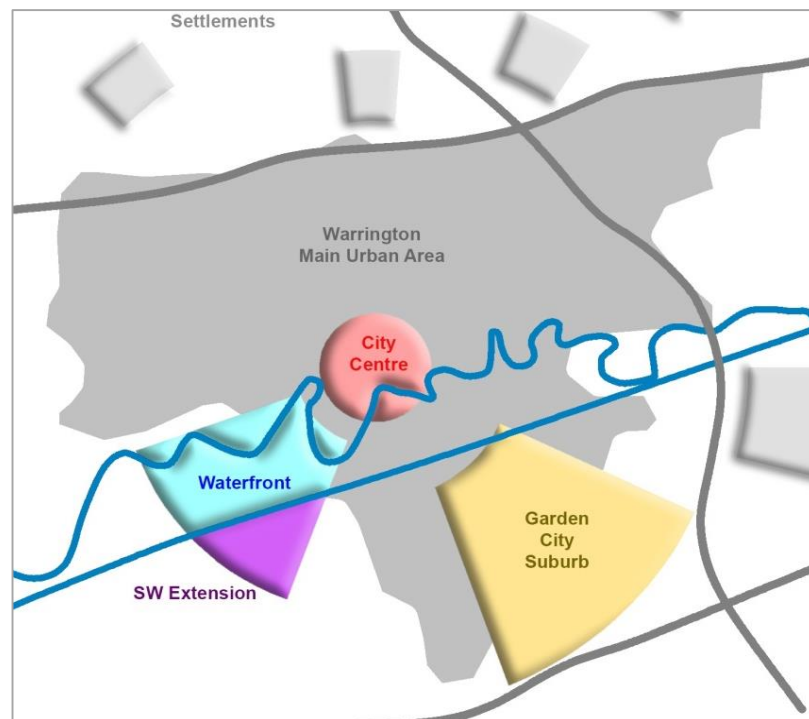 Settlements
Warrington
Main Urban Area
City
Centre
Waterfront
Garden
City
Suburb
SW Extension